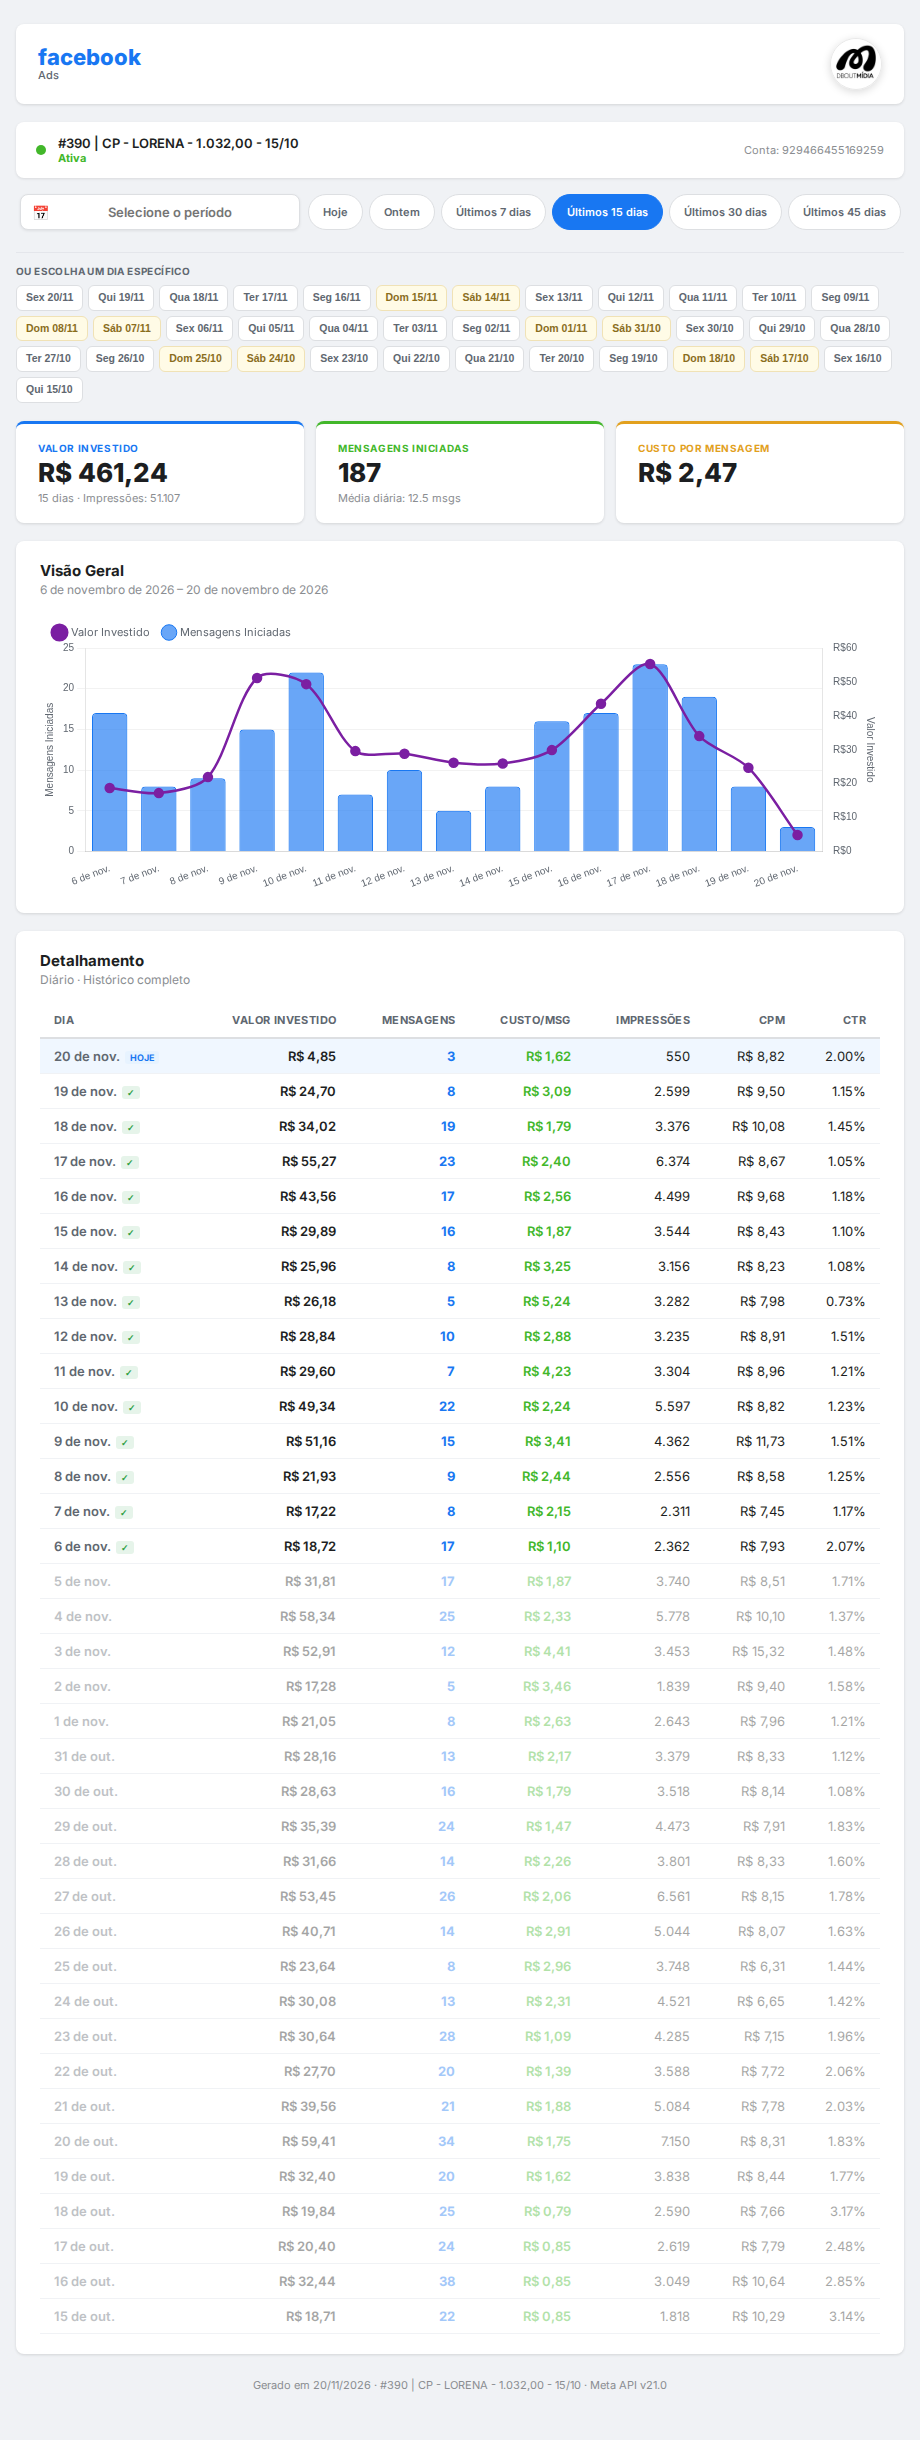 facebook
Ads
DBOUTMÍDIA
#390 | CP - LORENA - 1.032,00 - 15/10
Ativa
Conta: 929466455169259
Selecione o período
Hoje
Ontem
Últimos 7 dias
Últimos 15 dias
Últimos 30 dias
Últimos 45 dias
OU ESCOLHA UM DIA ESPECÍFICO
Sex 20/11 Qui 19/11 Qua 18/11 Ter 17/11 Seg 16/11 Dom 15/11 Sáb 14/11 Sex 13/11 Qui 12/11 Qua 11/11 Ter 10/11 Seg 09/11
Dom 08/11 Sáb 07/11 Sex 06/11 Qui 05/11 Qua 04/11 Ter 03/11 Seg 02/11 Dom 01/11 Sáb 31/10 Sex 30/10 Qui 29/10 Qua 28/10
Ter 27/10 Seg 26/10 Dom 25/10 Sáb 24/10 Sex 23/10 Qui 22/10 Qua 21/10 Ter 20/10 Seg 19/10 Dom 18/10 Sáb 17/10 Sex 16/10
Qui 15/10
VALOR INVESTIDO
R$ 461,24
15 dias · Impressões: 51.107
MENSAGENS INICIADAS
187
Média diária: 12.5 msgs
CUSTO POR MENSAGEM
R$ 2,47
Visão Geral
6 de novembro de 2026 – 20 de novembro de 2026
Valor Investido Mensagens Iniciadas
Mensagens Iniciadas
25
20
15
10
5
0
R$60
R$50
R$40
R$30
R$20
R$10
R$0
Valor Investido
6 de nov. 7 de nov. 8 de nov. 9 de nov. 10 de nov. 11 de nov. 12 de nov. 13 de nov. 14 de nov. 15 de nov. 16 de nov. 17 de nov. 18 de nov. 19 de nov. 20 de nov.
Detalhamento
Diário · Histórico completo
DIA VALOR INVESTIDO MENSAGENS CUSTO/MSG IMPRESSÕES CPM CTR
20 de nov. HOJE R$ 4,85 3 R$ 1,62 550 R$ 8,82 2.00%
19 de nov. ✓ R$ 24,70 8 R$ 3,09 2.599 R$ 9,50 1.15%
18 de nov. ✓ R$ 34,02 19 R$ 1,79 3.376 R$ 10,08 1.45%
17 de nov. ✓ R$ 55,27 23 R$ 2,40 6.374 R$ 8,67 1.05%
16 de nov. ✓ R$ 43,56 17 R$ 2,56 4.499 R$ 9,68 1.18%
15 de nov. ✓ R$ 29,89 16 R$ 1,87 3.544 R$ 8,43 1.10%
14 de nov. ✓ R$ 25,96 8 R$ 3,25 3.156 R$ 8,23 1.08%
13 de nov. ✓ R$ 26,18 5 R$ 5,24 3.282 R$ 7,98 0.73%
12 de nov. ✓ R$ 28,84 10 R$ 2,88 3.235 R$ 8,91 1.51%
11 de nov. ✓ R$ 29,60 7 R$ 4,23 3.304 R$ 8,96 1.21%
10 de nov. ✓ R$ 49,34 22 R$ 2,24 5.597 R$ 8,82 1.23%
9 de nov. ✓ R$ 51,16 15 R$ 3,41 4.362 R$ 11,73 1.51%
8 de nov. ✓ R$ 21,93 9 R$ 2,44 2.556 R$ 8,58 1.25%
7 de nov. ✓ R$ 17,22 8 R$ 2,15 2.311 R$ 7,45 1.17%
6 de nov. ✓ R$ 18,72 17 R$ 1,10 2.362 R$ 7,93 2.07%
5 de nov. R$ 31,81 17 R$ 1,87 3.740 R$ 8,51 1.71%
4 de nov. R$ 58,34 25 R$ 2,33 5.778 R$ 10,10 1.37%
3 de nov. R$ 52,91 12 R$ 4,41 3.453 R$ 15,32 1.48%
2 de nov. R$ 17,28 5 R$ 3,46 1.839 R$ 9,40 1.58%
1 de nov. R$ 21,05 8 R$ 2,63 2.643 R$ 7,96 1.21%
31 de out. R$ 28,16 13 R$ 2,17 3.379 R$ 8,33 1.12%
30 de out. R$ 28,63 16 R$ 1,79 3.518 R$ 8,14 1.08%
29 de out. R$ 35,39 24 R$ 1,47 4.473 R$ 7,91 1.83%
28 de out. R$ 31,66 14 R$ 2,26 3.801 R$ 8,33 1.60%
27 de out. R$ 53,45 26 R$ 2,06 6.561 R$ 8,15 1.78%
26 de out. R$ 40,71 14 R$ 2,91 5.044 R$ 8,07 1.63%
25 de out. R$ 23,64 8 R$ 2,96 3.748 R$ 6,31 1.44%
24 de out. R$ 30,08 13 R$ 2,31 4.521 R$ 6,65 1.42%
23 de out. R$ 30,64 28 R$ 1,09 4.285 R$ 7,15 1.96%
22 de out. R$ 27,70 20 R$ 1,39 3.588 R$ 7,72 2.06%
21 de out. R$ 39,56 21 R$ 1,88 5.084 R$ 7,78 2.03%
20 de out. R$ 59,41 34 R$ 1,75 7.150 R$ 8,31 1.83%
19 de out. R$ 32,40 20 R$ 1,62 3.838 R$ 8,44 1.77%
18 de out. R$ 19,84 25 R$ 0,79 2.590 R$ 7,66 3.17%
17 de out. R$ 20,40 24 R$ 0,85 2.619 R$ 7,79 2.48%
16 de out. R$ 32,44 38 R$ 0,85 3.049 R$ 10,64 2.85%
15 de out. R$ 18,71 22 R$ 0,85 1.818 R$ 10,29 3.14%
Gerado em 20/11/2026 · #390 | CP - LORENA - 1.032,00 - 15/10 · Meta API v21.0